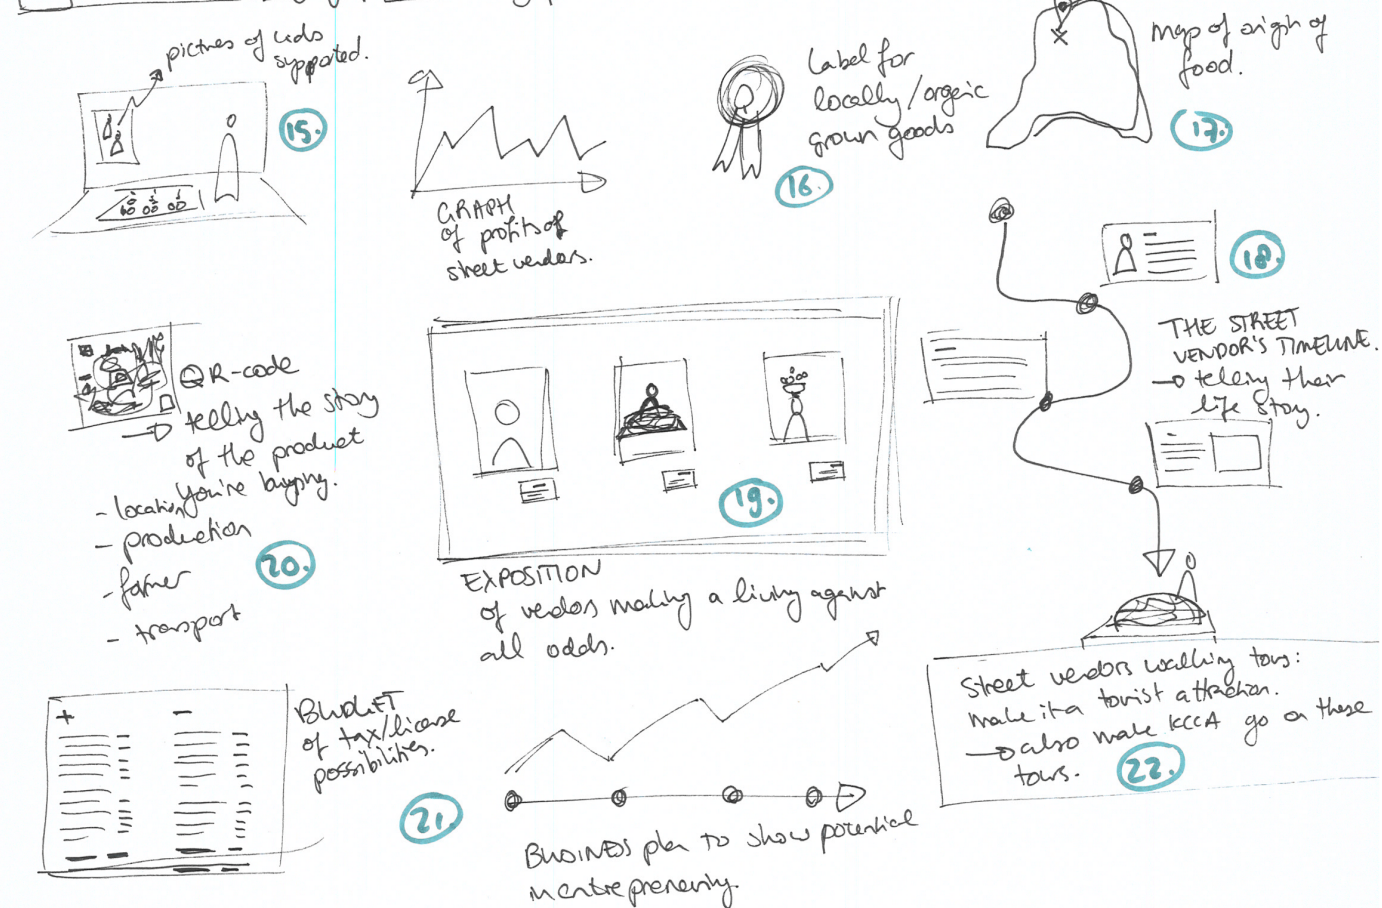 pictures of kids
supported.
15.
GRAPH
of profits of
street vendors.
Label for
locally/organic
grown goods
16.
map of origin of
food.
17.
18.
THE STREET
VENDOR'S TIMELINE.
→ telling their
life story.
QR-code
→ telling the story
of the product
you're buying.
- location
- production
- farmer
- transport
20.
19.
EXPOSITION
of vendors making a living against
all odds.
+ -
BUDGET
of tax/license
possibilities.
21.
BUSINESS plan to show potential
in entrepreneurship.
Street vendors walking tours:
make it a tourist attraction.
→ also make KCCA go on these
tours.
22.